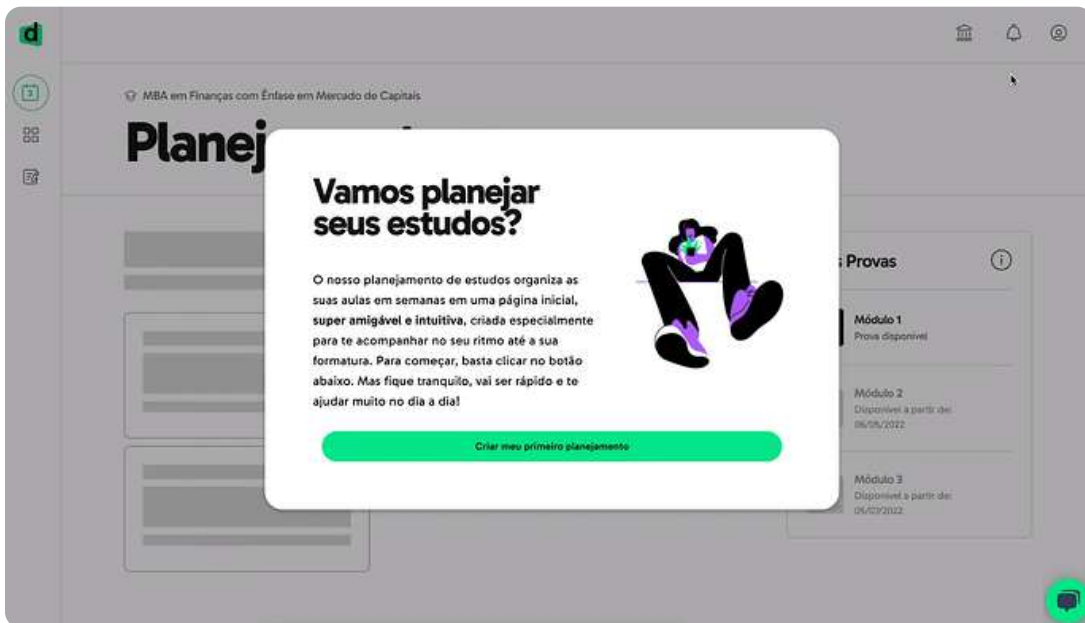 d
3
MBA em Finanças com Ênfase em Mercado de Capitais
Planej
Vamos planejar
seus estudos?
O nosso planejamento de estudos organiza as
suas aulas em semanas em uma página inicial,
super amigável e intuitiva, criada especialmente
para te acompanhar no seu ritmo até a sua
formatura. Para começar, basta clicar no botão
abaixo. Mas fique tranquilo, vai ser rápido e te
ajudar muito no dia a dia!
Criar meu primeiro planejamento
Provas
Módulo 1
Prova disponível
Módulo 2
Disponível a partir de:
Módulo 3
Disponível a partir de: